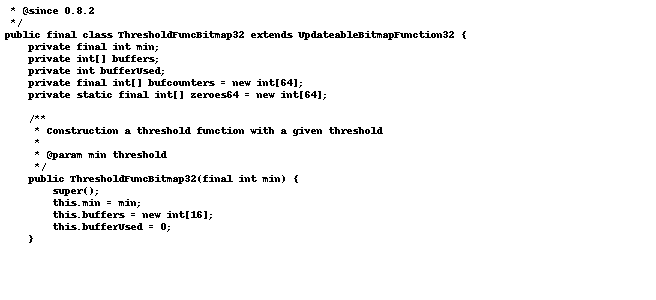 * @since 0.8.2
 */
public final class ThresholdFuncBitmap32 extends UpdateableBitmapFunction32 {
    private final int min;
    private int[] buffers;
    private int bufferUsed;
    private final int[] bufcounters = new int[64];
    private static final int[] zeroes64 = new int[64];

    /**
     * Construction a threshold function with a given threshold
     *
     * @param min threshold
     */
    public ThresholdFuncBitmap32(final int min) {
        super();
        this.min = min;
        this.buffers = new int[16];
        this.bufferUsed = 0;
    }